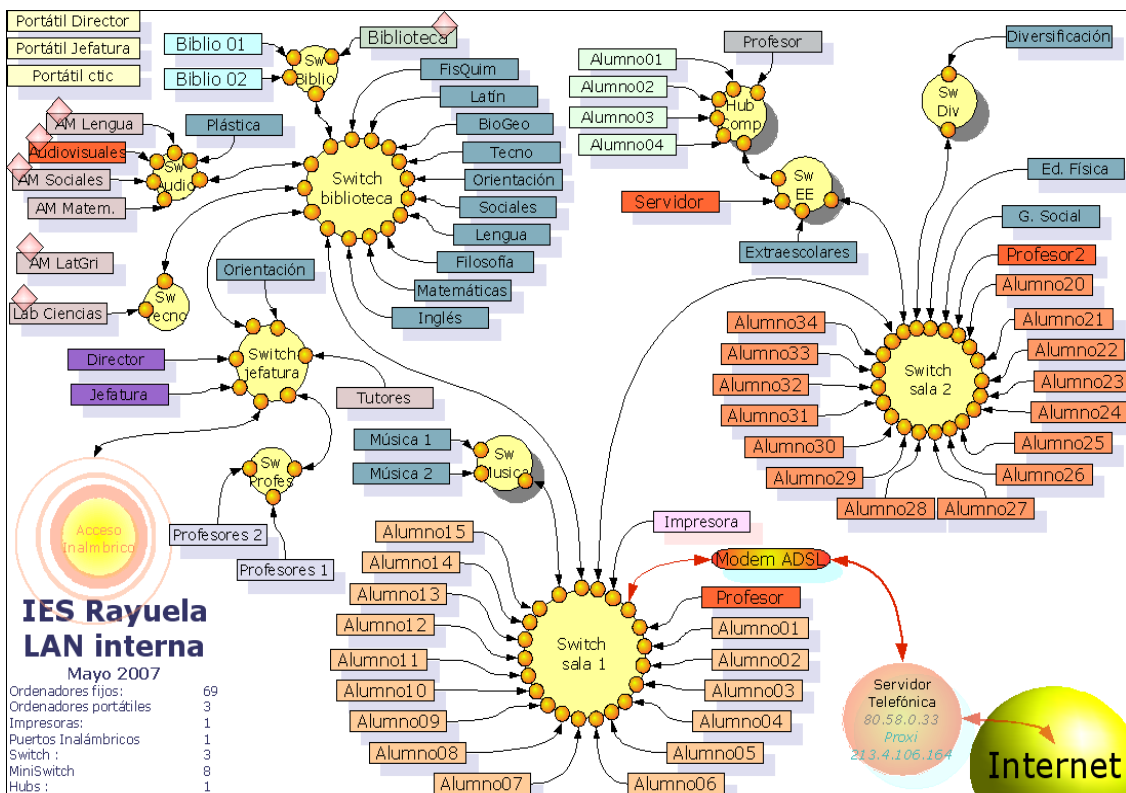 Portátil Director
Portátil Jefatura
Portátil ctic
Biblio 01
Biblio 02
Sw
Biblio
Biblioteca
AM Lengua
Audiovisuales
AM Sociales
AM Matem.
Plástica
Sw
Audio
AM LatGri
Lab Ciencias
Sw
Tecno
FisQuim
Latín
BioGeo
Tecno
Orientación
Sociales
Lengua
Filosofía
Matemáticas
Inglés
Switch
biblioteca
Orientación
Director
Jefatura
Switch
jefatura
Tutores
Sw
Profes
Profesores 2
Profesores 1
Acceso
Inalmbrico
Alumno01
Alumno02
Alumno03
Alumno04
Profesor
Hub
Comp
Servidor
Sw
EE
Extraescolares
Diversificación
Sw
Div
Ed. Física
G. Social
Profesor2
Alumno20
Alumno21
Alumno22
Alumno23
Alumno24
Alumno25
Alumno26
Alumno27
Alumno28
Alumno29
Alumno30
Alumno31
Alumno32
Alumno33
Alumno34
Switch
sala 2
Música 1
Música 2
Sw
Musica
Impresora
Modem ADSL
Profesor
Alumno01
Alumno02
Alumno03
Alumno04
Alumno05
Alumno06
Alumno07
Alumno08
Alumno09
Alumno10
Alumno11
Alumno12
Alumno13
Alumno14
Alumno15
Switch
sala 1
Servidor
Telefónica
80.58.0.33
Proxi
213.4.106.164
Internet
IES Rayuela
LAN interna
Mayo 2007
Ordenadores fijos: 69
Ordenadores portátiles 3
Impresoras: 1
Puertos Inalámbricos 1
Switch : 3
MiniSwitch 8
Hubs : 1